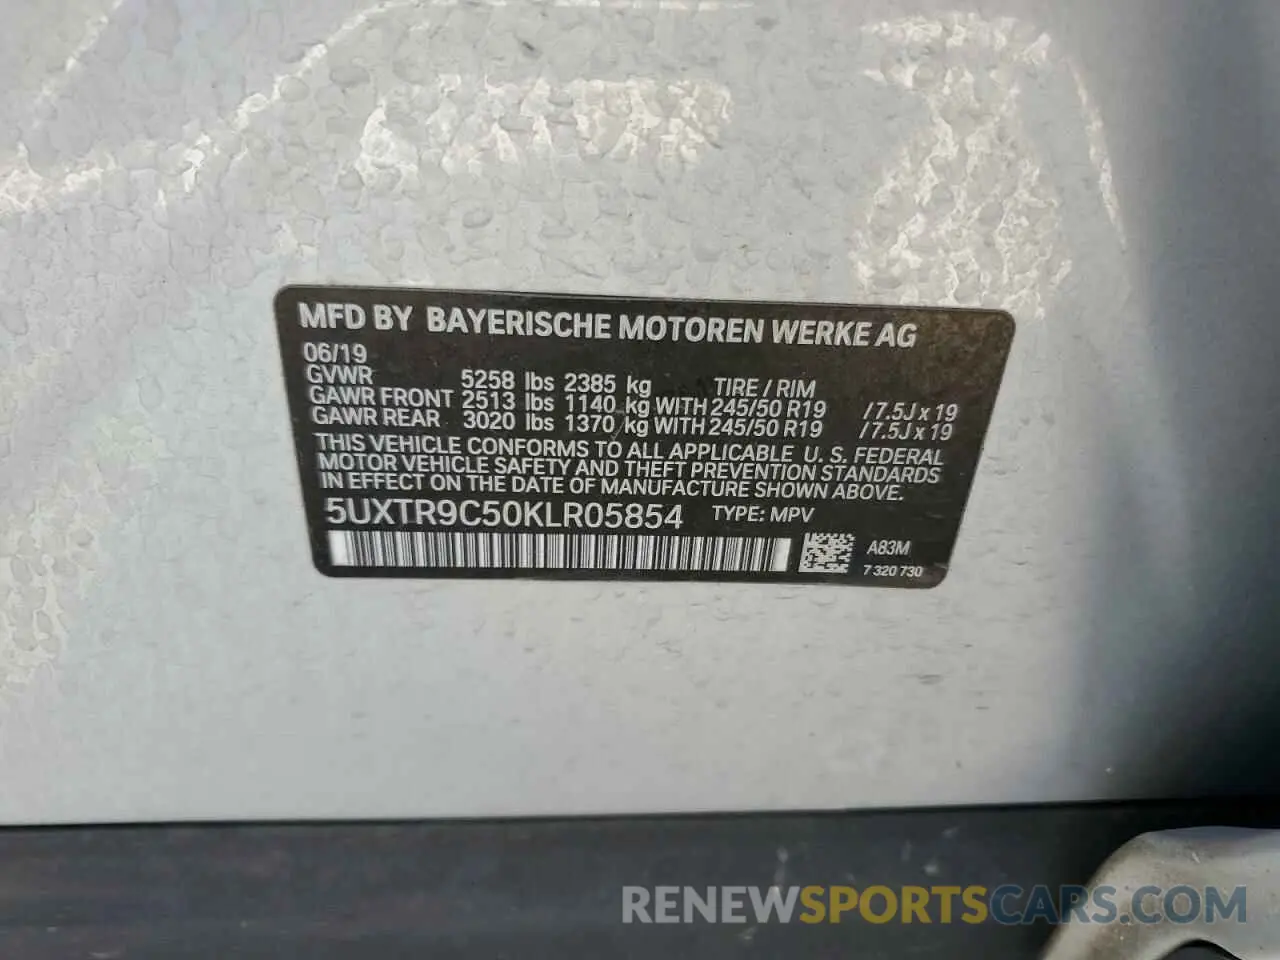 MFD BY BAYERISCHE MOTOREN WERKE AG
06/19
GVWR 5258 lbs 2385 kg TIRE / RIM
GAWR FRONT 2513 lbs 1140 kg WITH 245/50 R19 / 7.5J x 19
GAWR REAR 3020 lbs 1370 kg WITH 245/50 R19 / 7.5J x 19
THIS VEHICLE CONFORMS TO ALL APPLICABLE U. S. FEDERAL
MOTOR VEHICLE SAFETY AND THEFT PREVENTION STANDARDS
IN EFFECT ON THE DATE OF MANUFACTURE SHOWN ABOVE.
5UXTR9C50KLR05854 TYPE: MPV
A83M
7 320 730
RENEWSPORTSCARS.COM